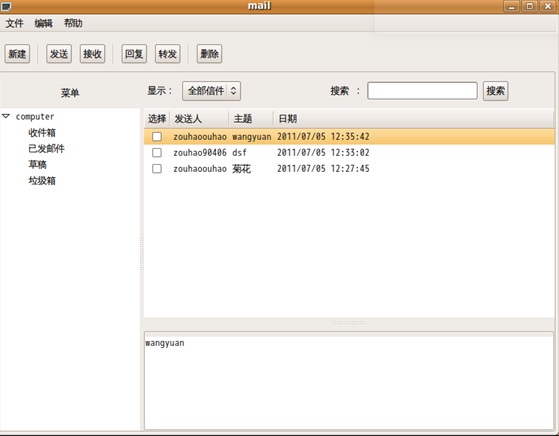 mail
文件 编辑 帮助
新建 发送 接收 回复 转发 删除
菜单 显示： 全部信件 搜索 ： 搜索
computer
收件箱
已发邮件
草稿
垃圾箱
选择 发送人 主题 日期
zouhaoouhao wangyuan 2011/07/05 12:35:42
zouhao90406 dsf 2011/07/05 12:33:02
zouhaoouhao 菊花 2011/07/05 12:27:45
wangyuan